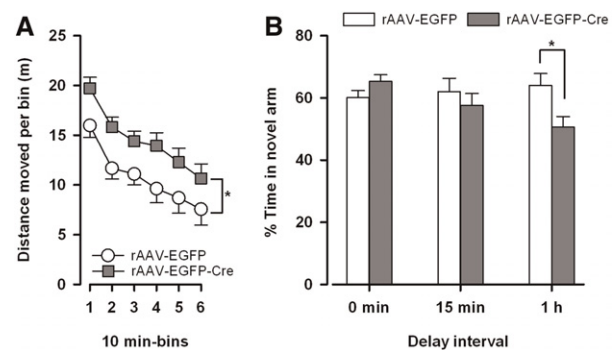 A
Distance moved per bin (m)
25
20
15
10
5
0
*
rAAV-EGFP
rAAV-EGFP-Cre
1 2 3 4 5 6
10 min-bins
B
rAAV-EGFP
rAAV-EGFP-Cre
% Time in novel arm
80
60
40
20
0
*
0 min 15 min 1 h
Delay interval